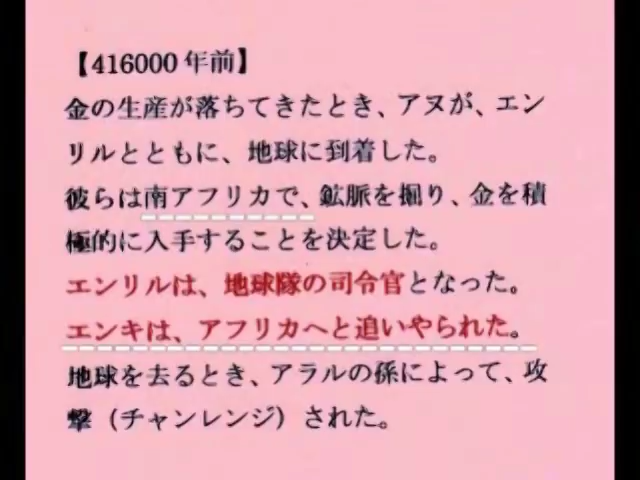 【416000 年前】
金の生産が落ちてきたとき、アヌが、エン
リルとともに、地球に到着した。
彼らは南アフリカで、鉱脈を掘り、金を積
極的に入手することを決定した。
エンリルは、地球隊の司令官となった。
エンキは、アフリカへと追いやられた。
地球を去るとき、アラルの孫によって、攻
撃（チャンレンジ）された。